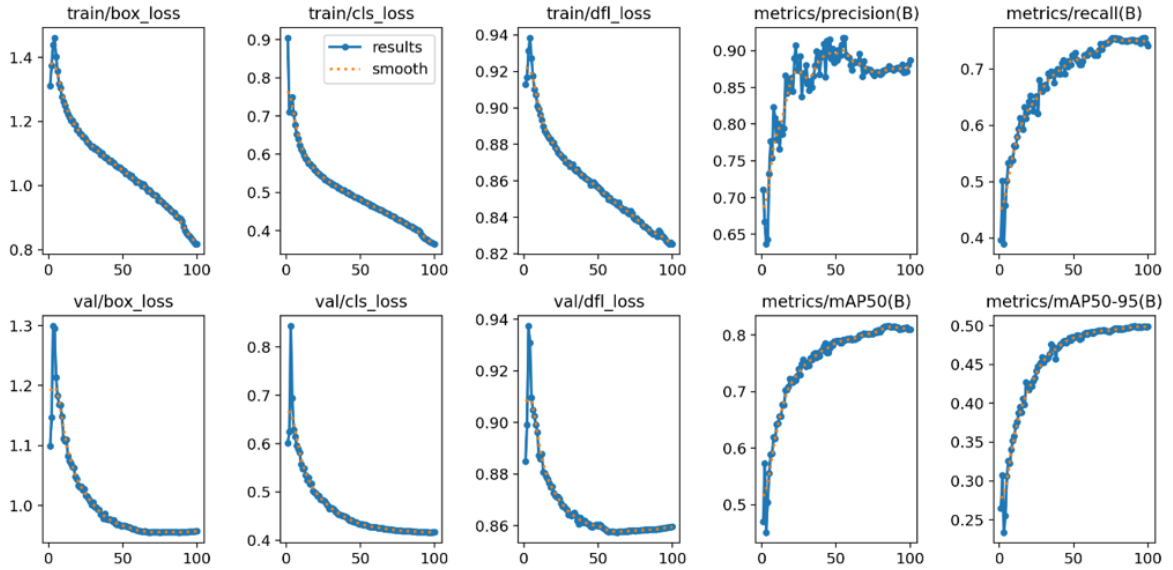 train/box_loss
train/cls_loss
train/dfl_loss
metrics/precision(B)
metrics/recall(B)
1.4
1.2
1.0
0.8
0 50 100
0.9
0.8
0.7
0.6
0.5
0.4
0 50 100
results
smooth
0.94
0.92
0.90
0.88
0.86
0.84
0.82
0 50 100
0.90
0.85
0.80
0.75
0.70
0.65
0 50 100
0.7
0.6
0.5
0.4
0 50 100
val/box_loss
val/cls_loss
val/dfl_loss
metrics/mAP50(B)
metrics/mAP50-95(B)
1.3
1.2
1.1
1.0
0 50 100
0.8
0.7
0.6
0.5
0.4
0 50 100
0.94
0.92
0.90
0.88
0.86
0 50 100
0.8
0.7
0.6
0.5
0 50 100
0.50
0.45
0.40
0.35
0.30
0.25
0 50 100